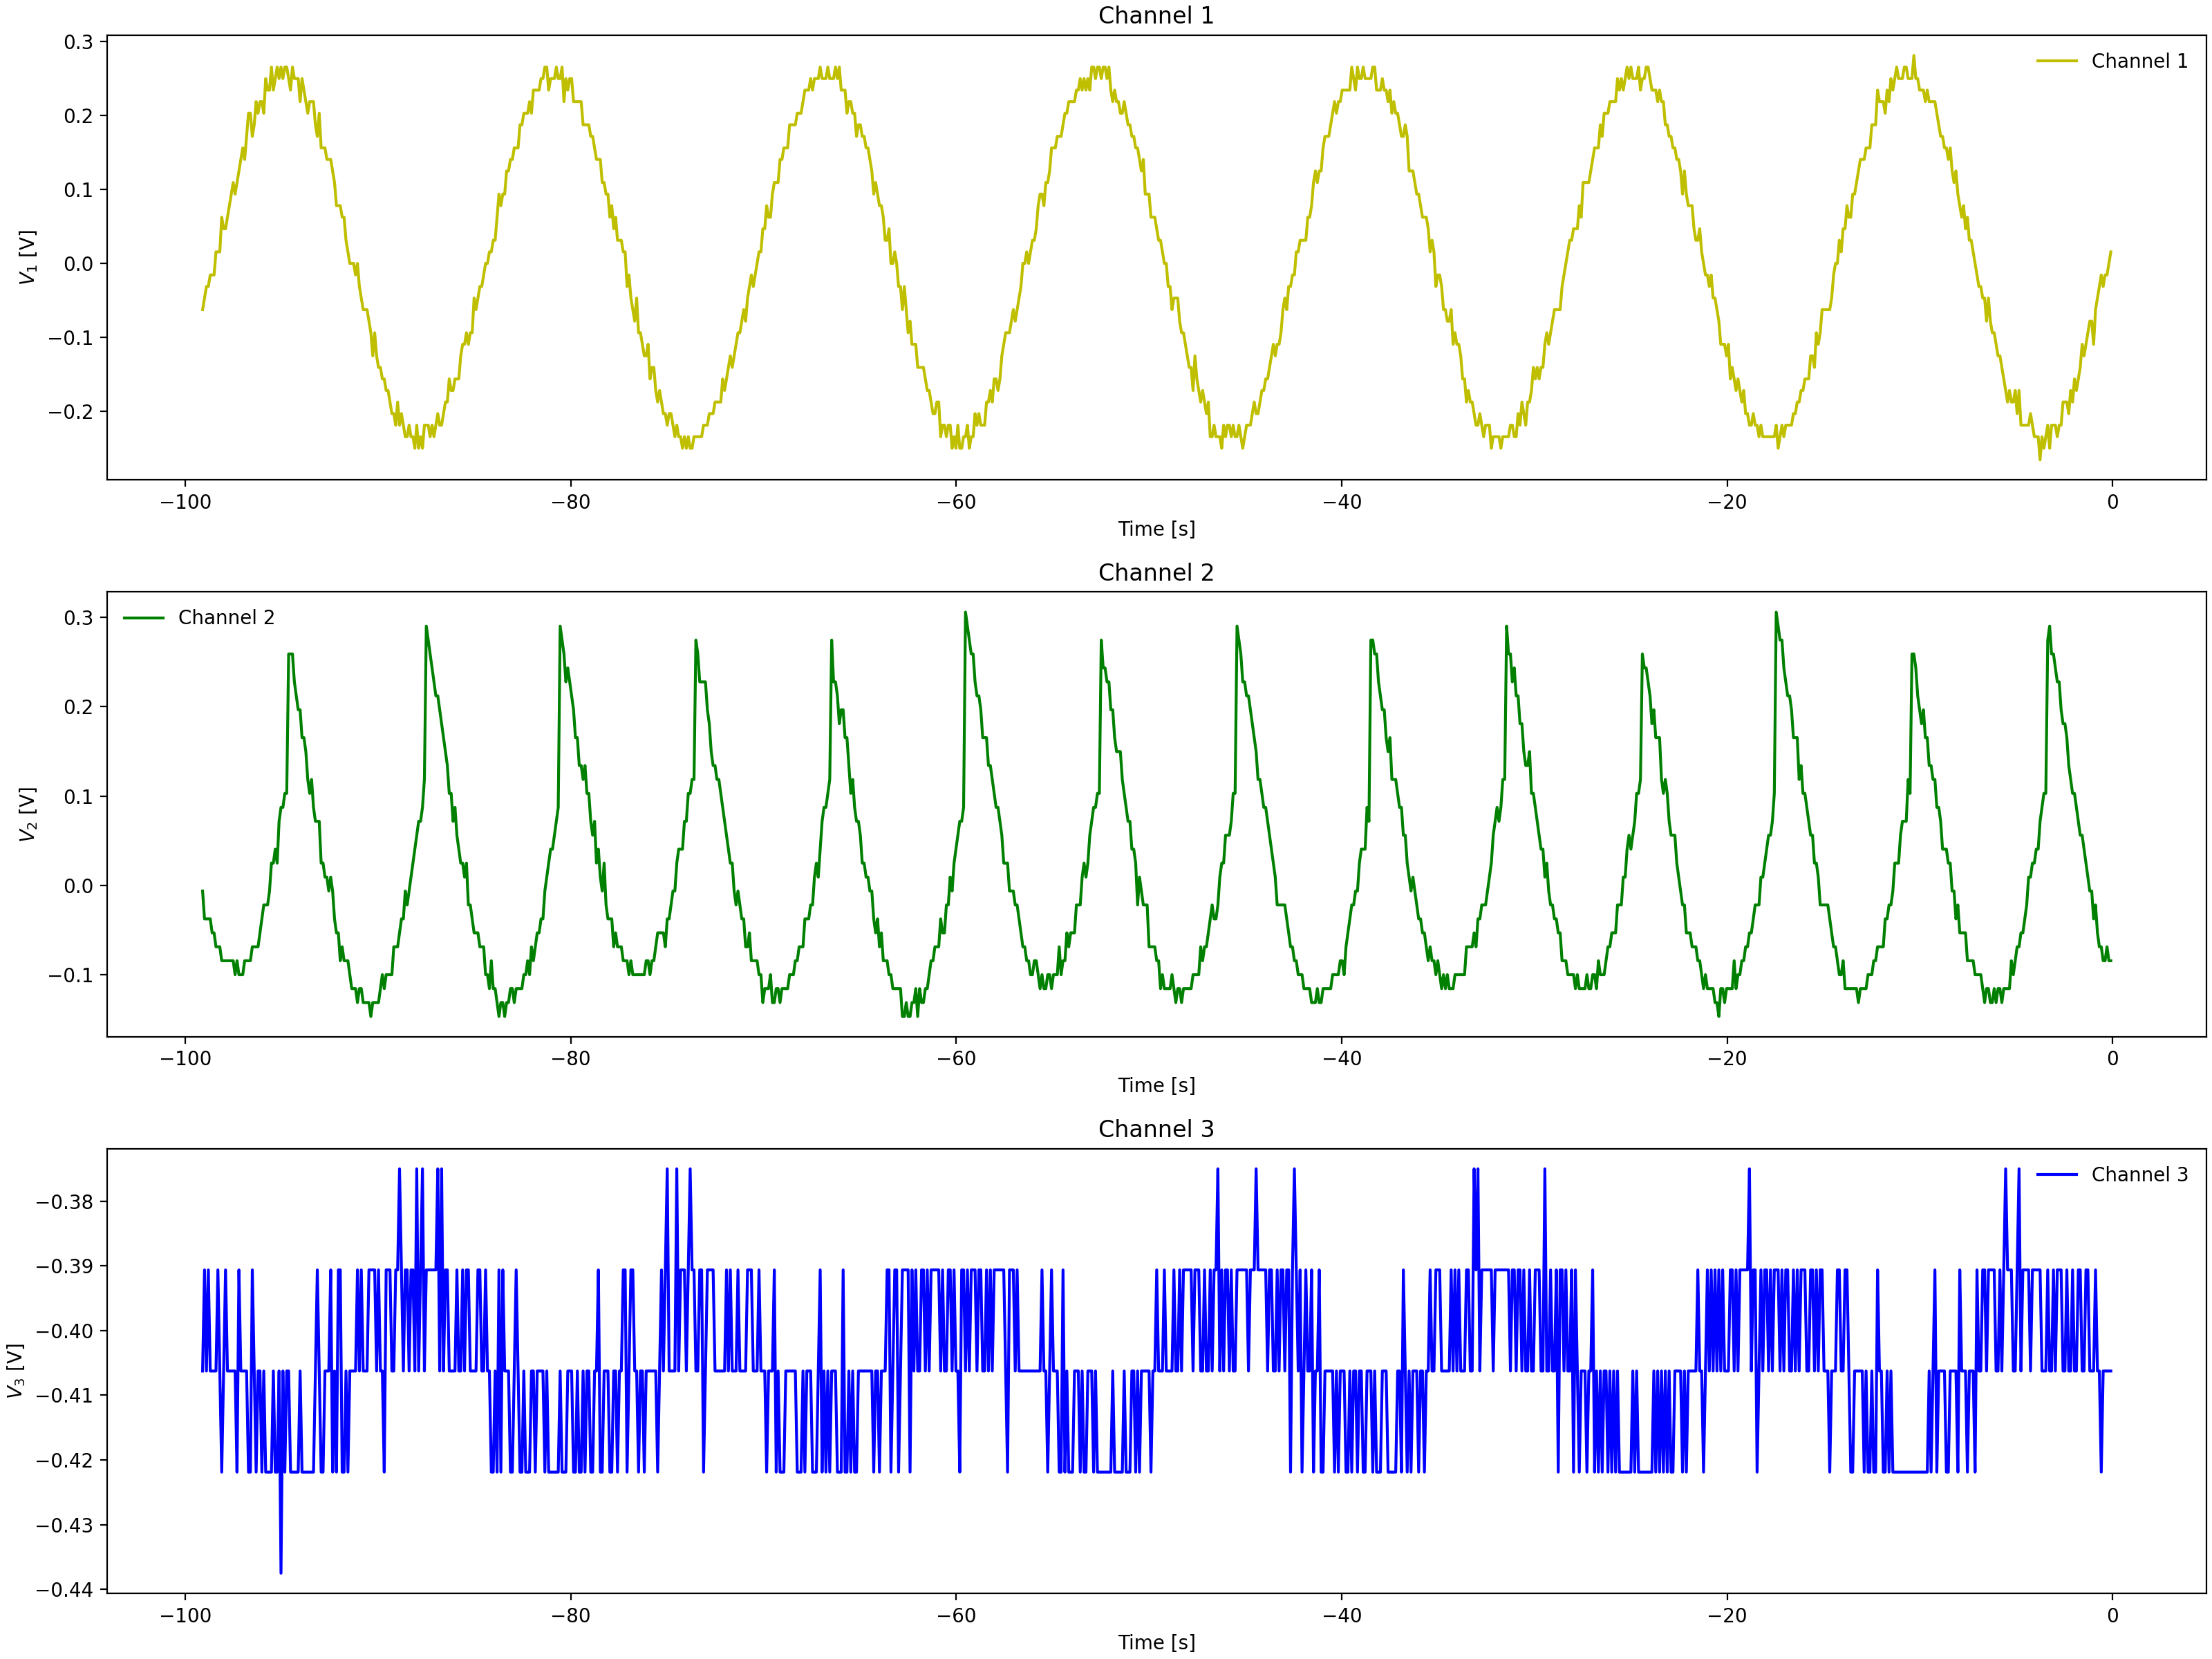 Channel 1
Channel 1
0.3
0.2
0.1
0.0
−0.1
−0.2
V1 [V]
−100 −80 −60 −40 −20 0
Time [s]
Channel 2
Channel 2
0.3
0.2
0.1
0.0
−0.1
V2 [V]
−100 −80 −60 −40 −20 0
Time [s]
Channel 3
Channel 3
−0.38
−0.39
−0.40
−0.41
−0.42
−0.43
−0.44
V3 [V]
−100 −80 −60 −40 −20 0
Time [s]